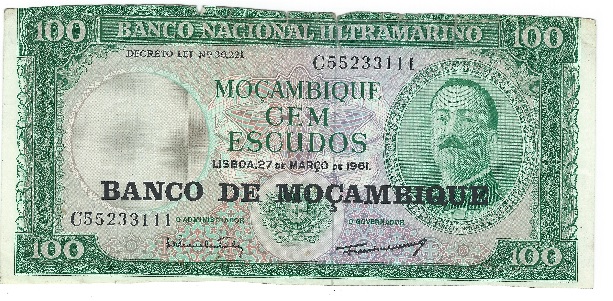 100 BANCO NACIONAL ULTRAMARINO 100
DECRETO LEI Nº 39.221 C55233111
MOÇAMBIQUE
CEM
ESCUDOS
LISBOA, 27 DE MARÇO DE 1961.
BANCO DE MOÇAMBIQUE
C55233111 O ADMINISTRADOR O GOVERNADOR
100 100